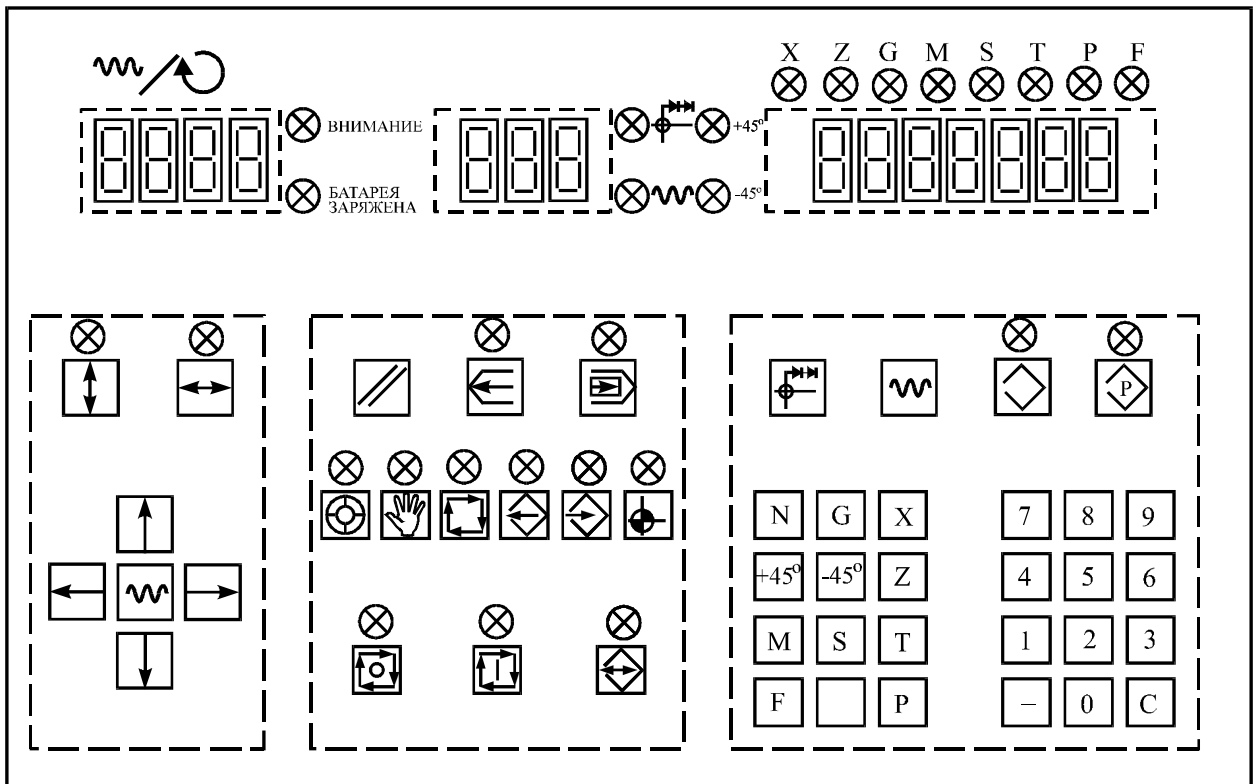 X Z G M S T P F
ВНИМАНИЕ
+45°
БАТАРЕЯ
ЗАРЯЖЕНА
-45°
P
N G X 7 8 9
+45° -45° Z 4 5 6
M S T 1 2 3
F P – 0 C